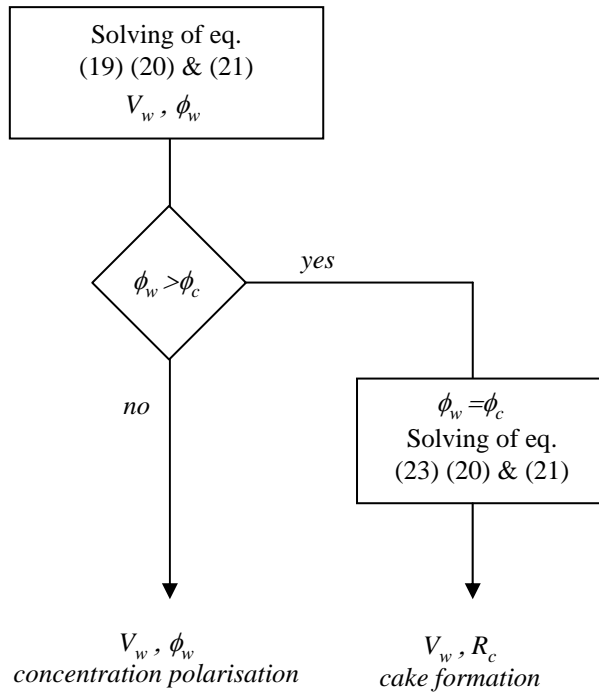 Solving of eq.
(19) (20) & (21)
V_w , ϕ_w
ϕ_w >ϕ_c
yes
no
ϕ_w =ϕ_c
Solving of eq.
(23) (20) & (21)
V_w , ϕ_w
concentration polarisation
V_w , R_c
cake formation